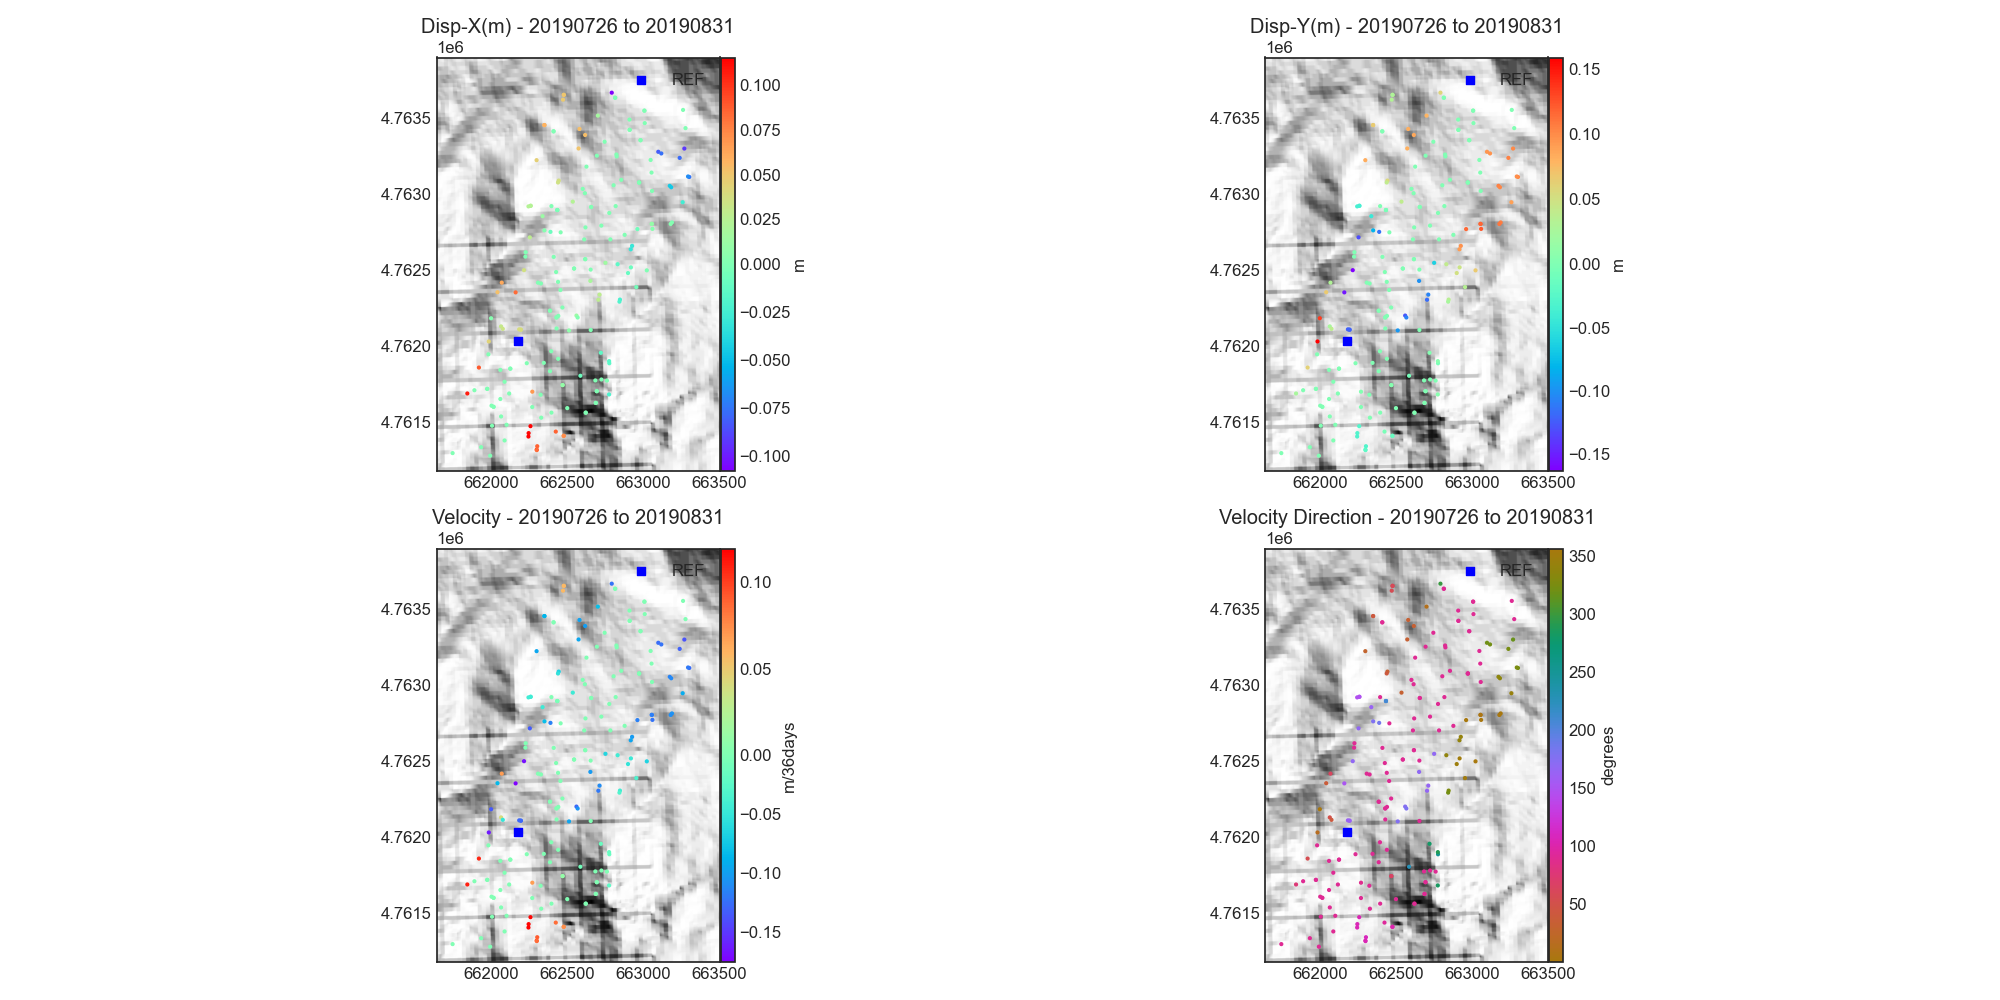 Disp-X(m) - 20190726 to 20190831
1e6
REF
4.7635
4.7630
4.7625
4.7620
4.7615
662000 662500 663000 663500
0.100
0.075
0.050
0.025
0.000
−0.025
−0.050
−0.075
−0.100
m
Disp-Y(m) - 20190726 to 20190831
1e6
REF
4.7635
4.7630
4.7625
4.7620
4.7615
662000 662500 663000 663500
0.15
0.10
0.05
0.00
−0.05
−0.10
−0.15
m
Velocity - 20190726 to 20190831
1e6
REF
4.7635
4.7630
4.7625
4.7620
4.7615
662000 662500 663000 663500
0.10
0.05
0.00
−0.05
−0.10
−0.15
m/36days
Velocity Direction - 20190726 to 20190831
1e6
REF
4.7635
4.7630
4.7625
4.7620
4.7615
662000 662500 663000 663500
350
300
250
200
150
100
50
degrees